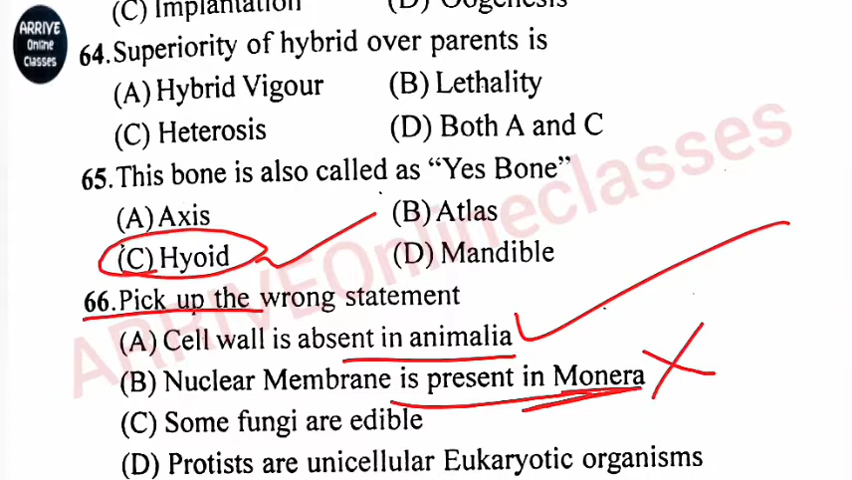 (C) Implantation (D) Oogenesis
ARRIVE
Online
Classes
64. Superiority of hybrid over parents is
(A) Hybrid Vigour (B) Lethality
(C) Heterosis (D) Both A and C
65. This bone is also called as “Yes Bone”
(A) Axis (B) Atlas
(C) Hyoid (D) Mandible
66. Pick up the wrong statement
(A) Cell wall is absent in animalia
(B) Nuclear Membrane is present in Monera
(C) Some fungi are edible
(D) Protists are unicellular Eukaryotic organisms
ARRIVEOnlineclasses